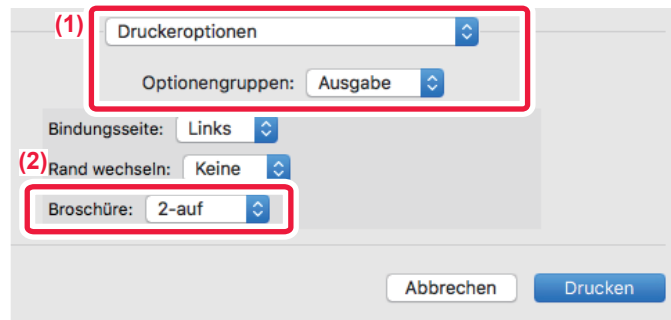 (1) Druckeroptionen
Optionengruppen: Ausgabe
Bindungsseite: Links
(2) Rand wechseln: Keine
Broschüre: 2-auf
Abbrechen Drucken